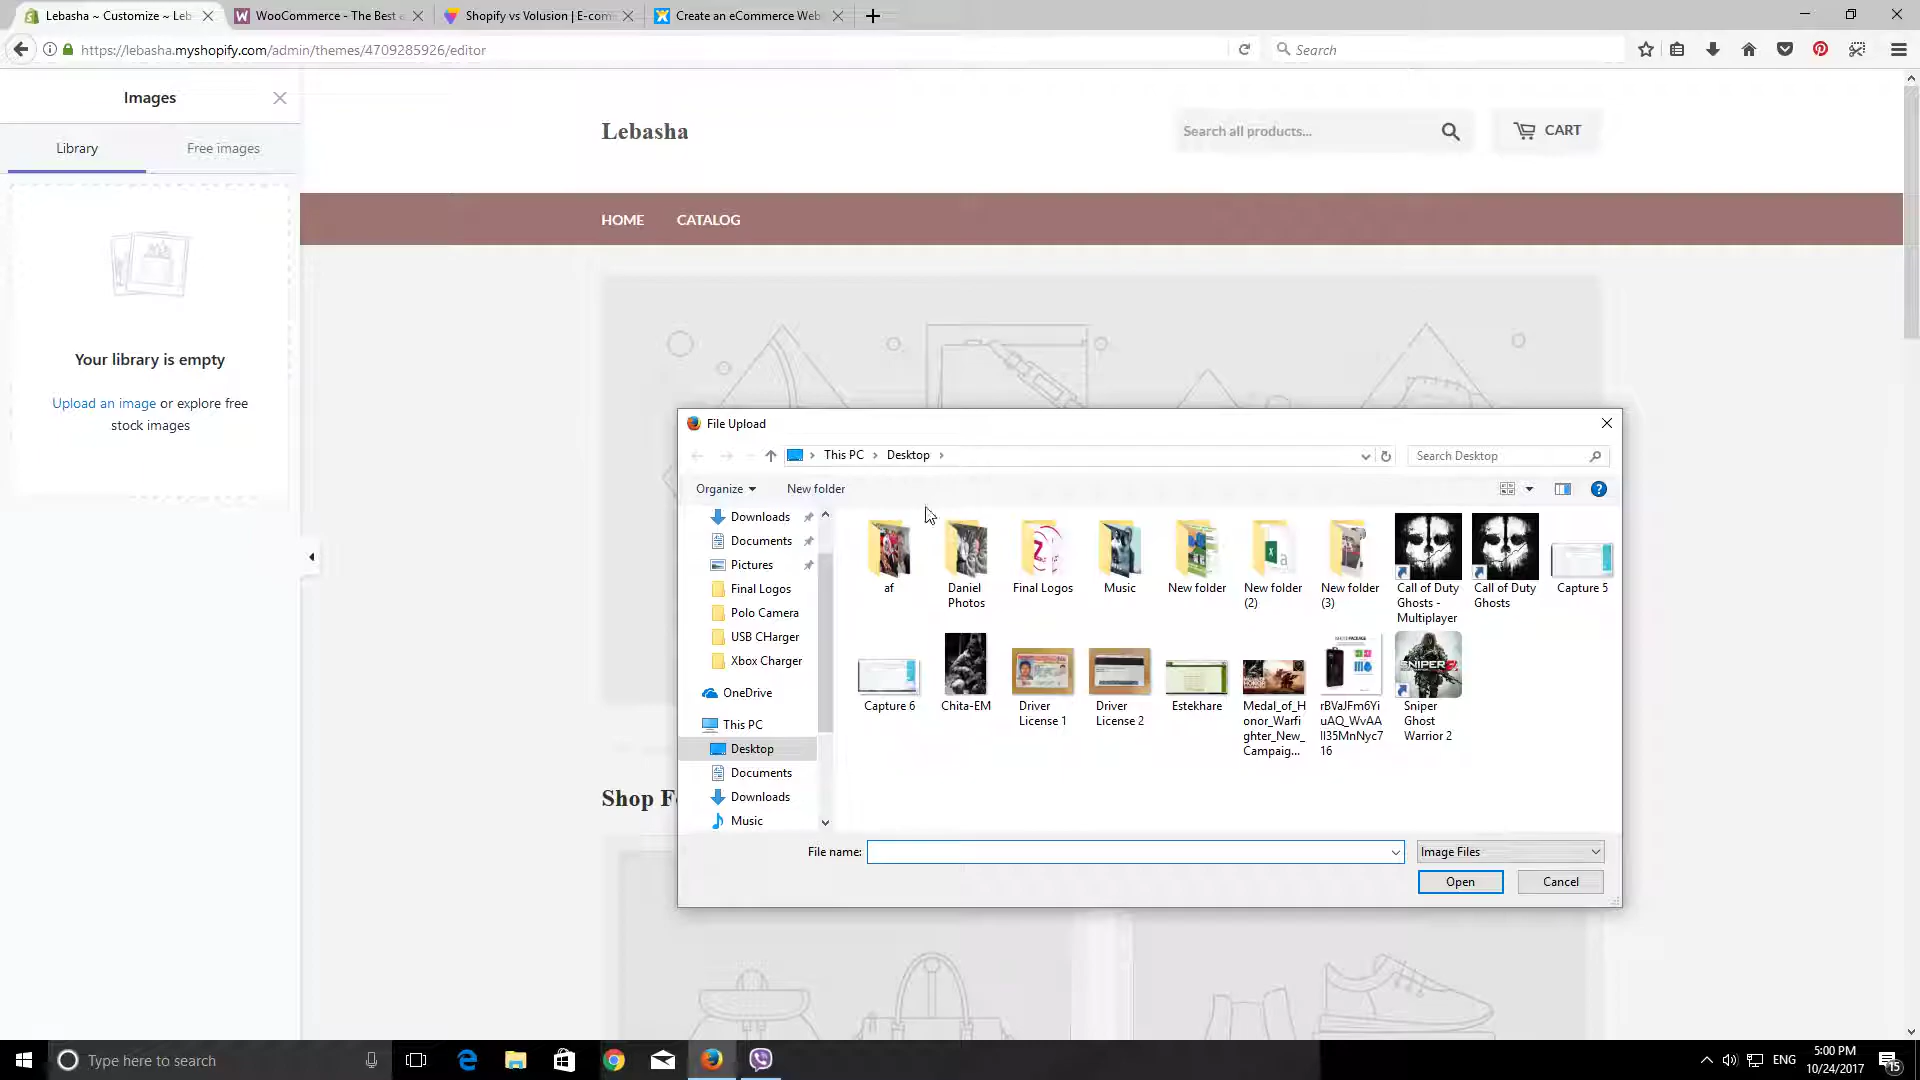 Lebasha ~ Customize ~ Leb
WooCommerce - The Best e
Shopify vs Volusion | E-com
Create an eCommerce Web
https://lebasha.myshopify.com/admin/themes/4709285926/editor
Search
Images
Library
Free images
Your library is empty
Upload an image or explore free
stock images
Lebasha
Search all products...
CART
HOME
CATALOG
File Upload
This PC
Desktop
Search Desktop
Organize
New folder
Downloads
Documents
Pictures
Final Logos
Polo Camera
USB CHarger
Xbox Charger
OneDrive
This PC
Desktop
Documents
Downloads
Music
af
Daniel
Photos
Final Logos
Music
New folder
New folder
(2)
New folder
(3)
Call of Duty
Ghosts -
Multiplayer
Call of Duty
Ghosts
Capture 5
Capture 6
Chita-EM
Driver
License 1
Driver
License 2
Estekhare
Medal_of_H
onor_Warfi
ghter_New_
Campaig...
rBVaJFm6Yi
uAQ_WvAA
SNIPER
Sniper
Ghost
Warrior 2
File name:
Image Files
Open
Cancel
Type here to search
ENG
5:00 PM
10/24/2017
15